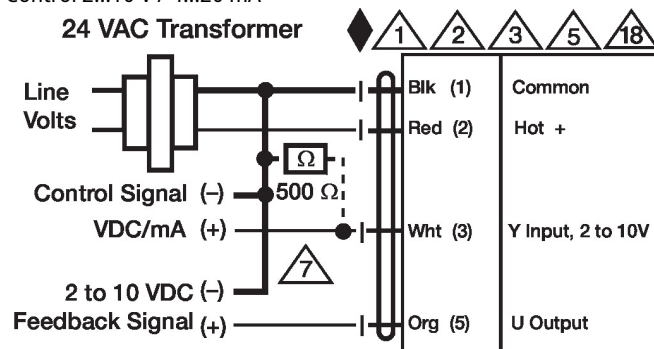 24 VAC Transformer
1 2 3 5 18
Line
Volts
Blk (1) Common
Red (2) Hot +
Ω
500 Ω
Control Signal (–)
VDC/mA (+)
Wht (3) Y Input, 2 to 10V
7
2 to 10 VDC (–)
Feedback Signal (+)
Org (5) U Output